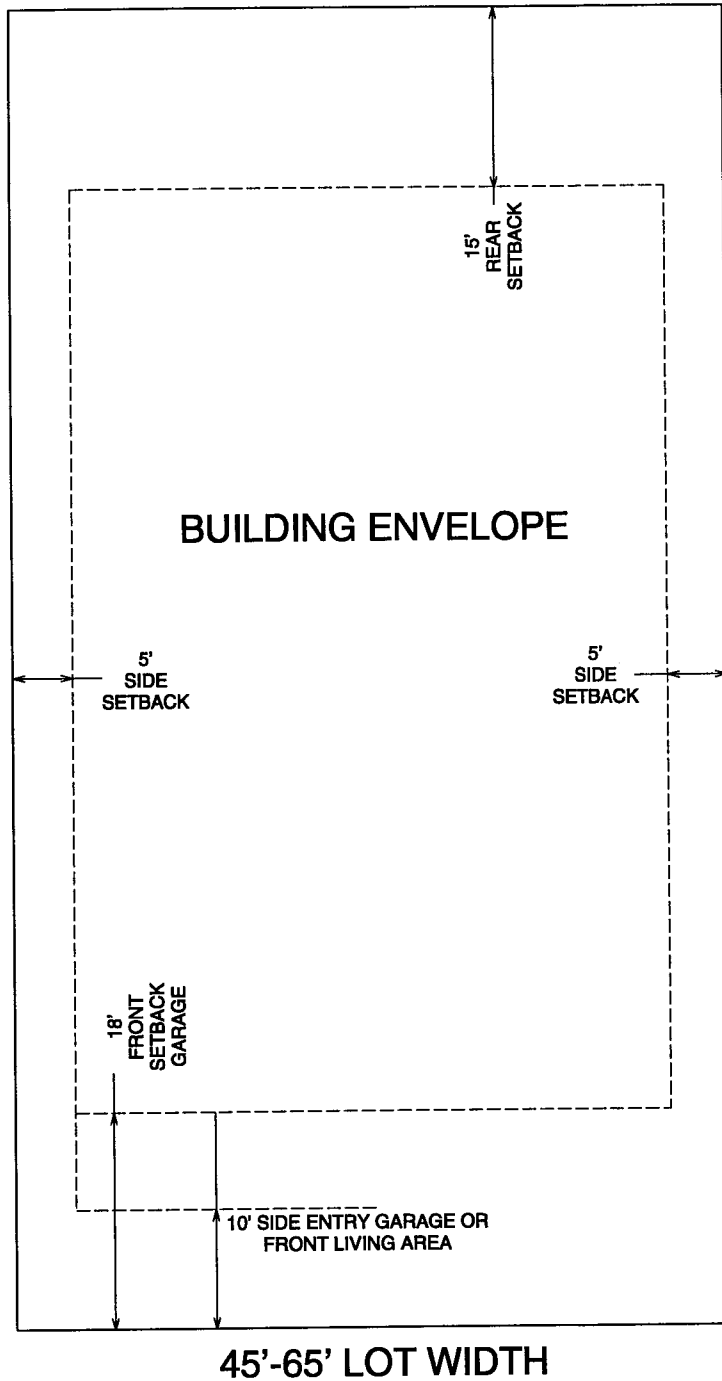 15'
REAR
SETBACK
BUILDING ENVELOPE
5'
SIDE
SETBACK
5'
SIDE
SETBACK
18'
FRONT
SETBACK
GARAGE
10' SIDE ENTRY GARAGE OR
FRONT LIVING AREA
45'-65' LOT WIDTH